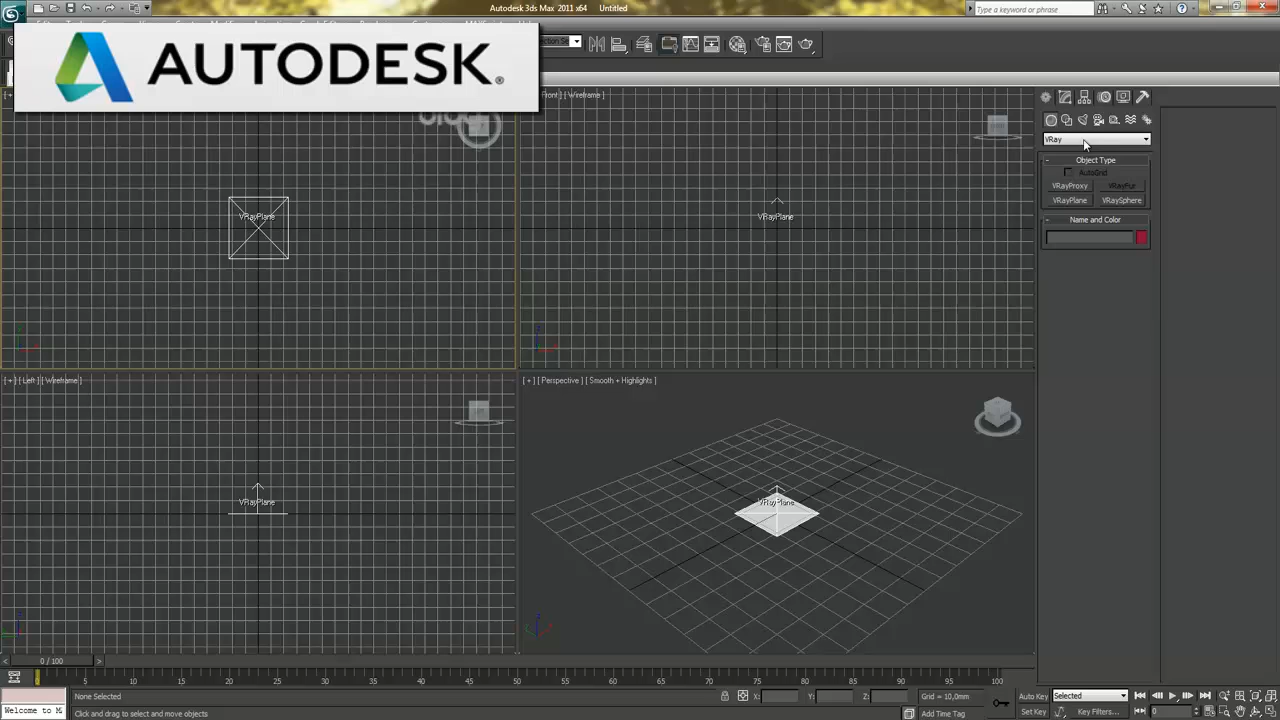 Autodesk 3ds Max 2011 x64 Untitled
Type a keyword or phrase
AUTODESK®
Front ] [ Wireframe ]
VRay
Object Type
AutoGrid
VRayProxy VRayFur
VRayPlane VRaySphere
Name and Color
VRayPlane
VRayPlane
[ + ] [ Left ] [ Wireframe ]
[ + ] [ Perspective ] [ Smooth + Highlights ]
VRayPlane
VRayPlane
0 / 100
0 5 10 15 20 25 30 35 40 45 50 55 60 65 70 75 80 85 90 95 100
None Selected
X: Y: Z:
Grid = 10,0mm
Auto Key
Selected
Welcome to M
Click and drag to select and move objects
Add Time Tag
Set Key
Key Filters...
0